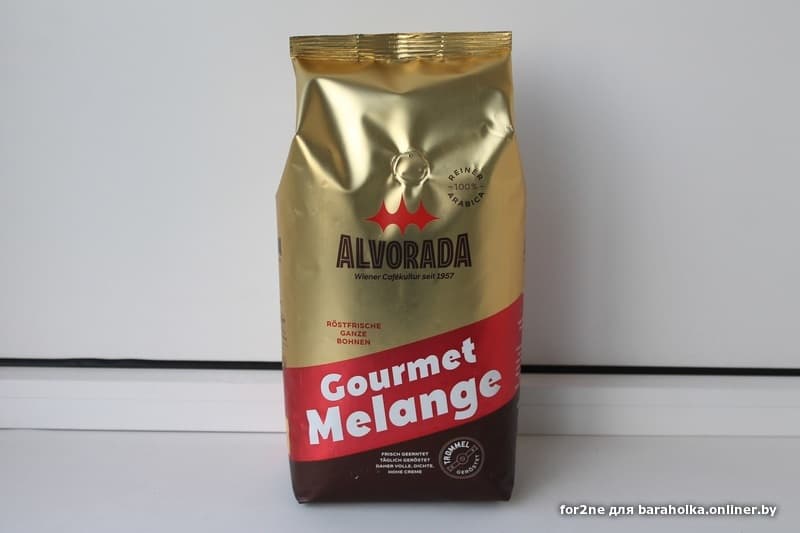 REINER
100%
ARABICA
ALVORADA
Wiener Cafékultur seit 1957
RÖSTFRISCHE
GANZE
BOHNEN
Gourmet
Melange
FRISCH GEERNTET
TÄGLICH GERÖSTET
DAHER VOLLE, DICHTE,
HOHE CREME
TROMMEL
GERÖSTET
for2ne для baraholka.onliner.by